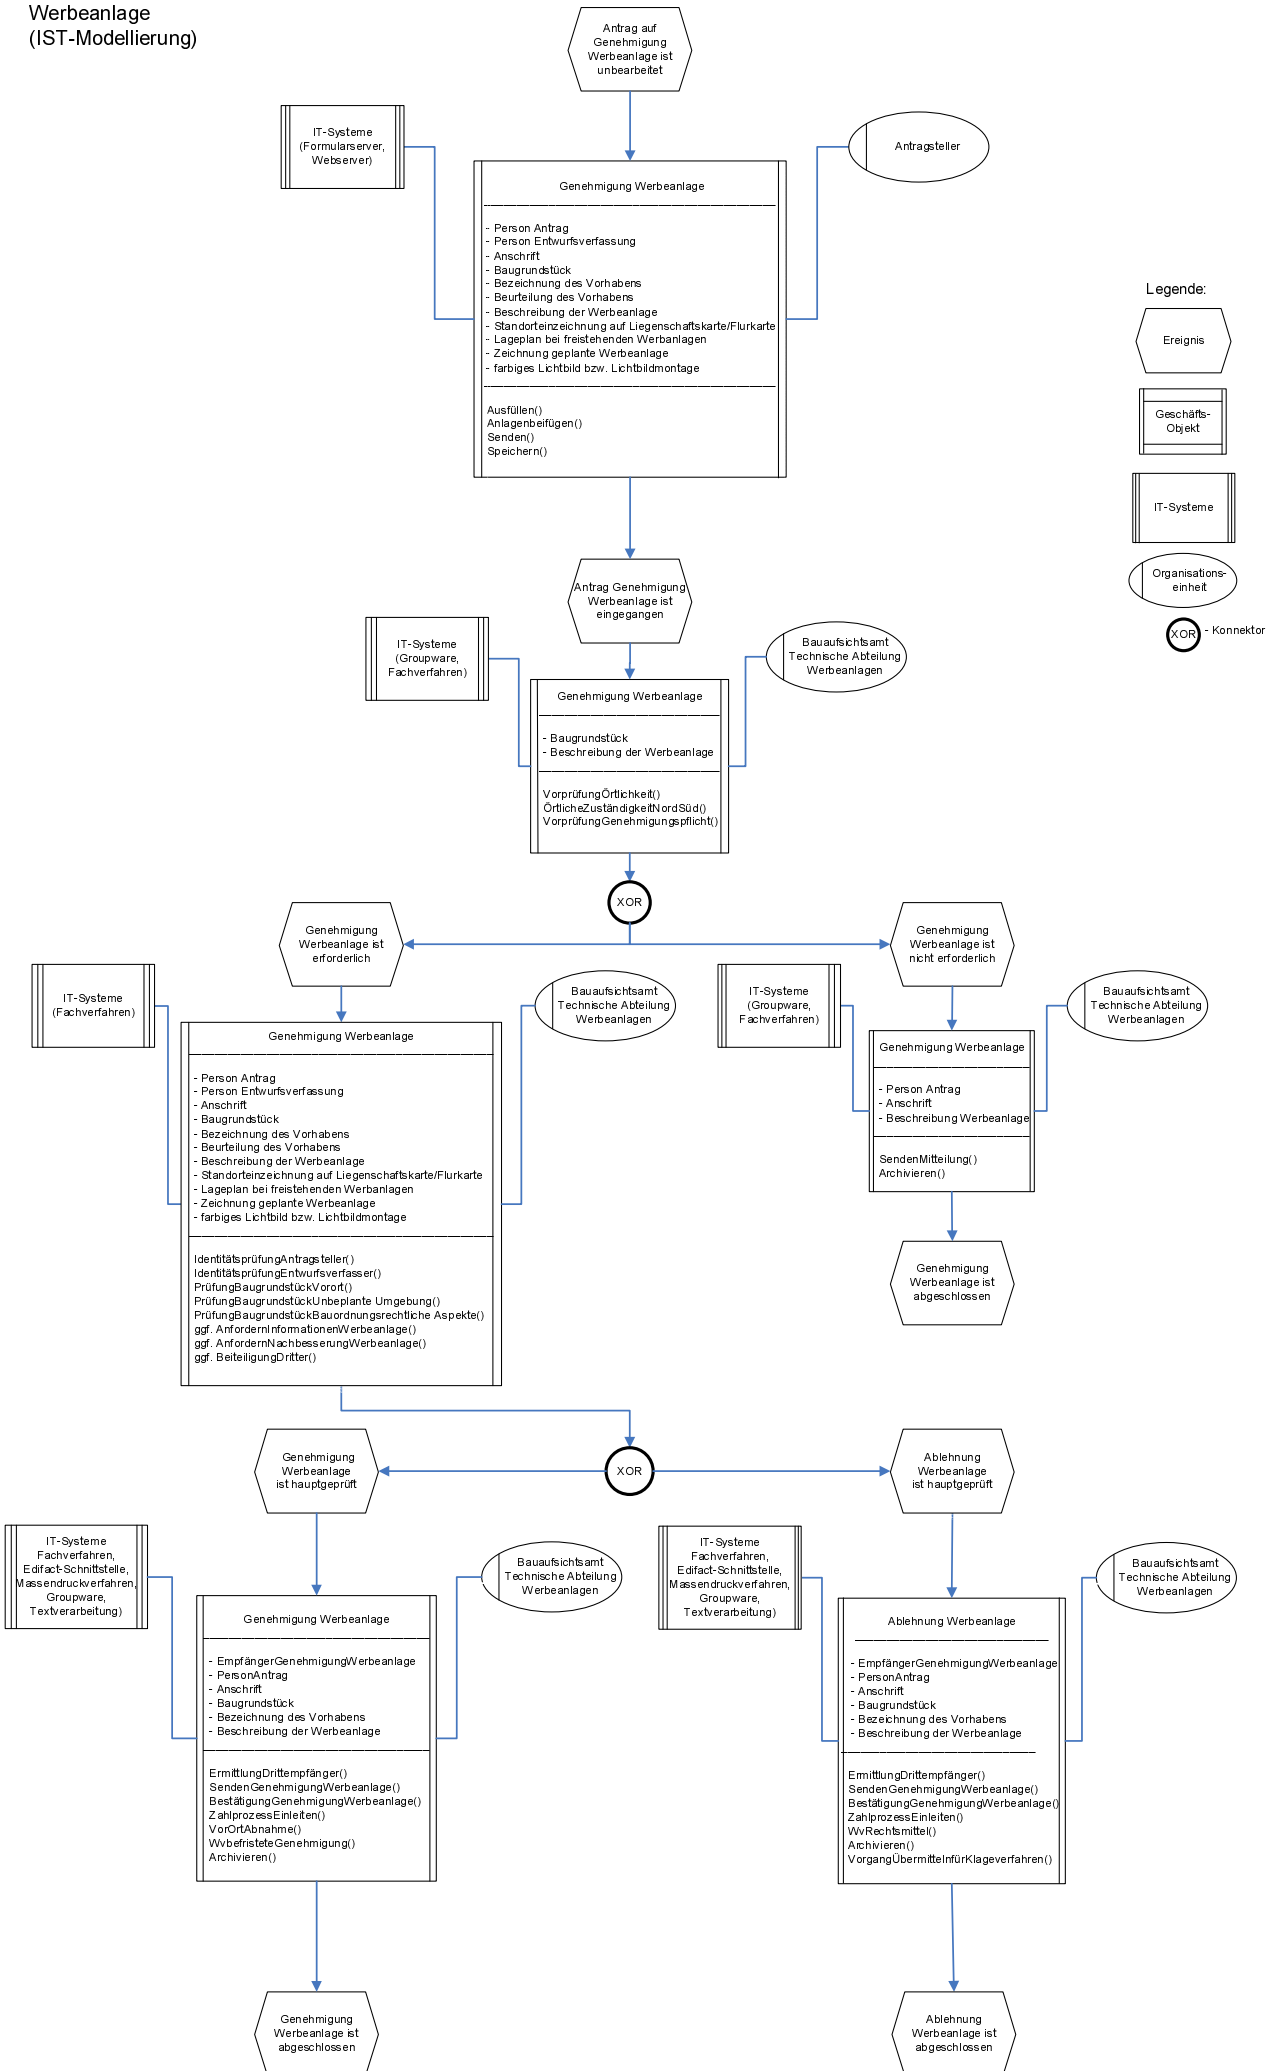 Werbeanlage
(IST-Modellierung)
Antrag auf
Genehmigung
Werbeanlage ist
unbearbeitet
IT-Systeme
(Formularserver,
Webserver)
Antragsteller
Genehmigung Werbeanlage
- Person Antrag
- Person Entwurfsverfassung
- Anschrift
- Baugrundstück
- Bezeichnung des Vorhabens
- Beurteilung des Vorhabens
- Beschreibung der Werbeanlage
- Standorteinzeichnung auf Liegenschaftskarte/Flurkarte
- Lageplan bei freistehenden Werbanlagen
- Zeichnung geplante Werbeanlage
- farbiges Lichtbild bzw. Lichtbildmontage
Ausfüllen()
Anlagenbeifügen()
Senden()
Speichern()
Legende:
Ereignis
Geschäfts-
Objekt
IT-Systeme
Organisations-
einheit
XOR - Konnektor
Antrag Genehmigung
Werbeanlage ist
eingegangen
IT-Systeme
(Groupware,
Fachverfahren)
Bauaufsichtsamt
Technische Abteilung
Werbeanlagen
Genehmigung Werbeanlage
- Baugrundstück
- Beschreibung der Werbeanlage
VorprüfungÖrtlichkeit()
ÖrtlicheZuständigkeitNordSüd()
VorprüfungGenehmigungspflicht()
XOR
Genehmigung
Werbeanlage ist
erforderlich
Genehmigung
Werbeanlage ist
nicht erforderlich
IT-Systeme
(Fachverfahren)
Bauaufsichtsamt
Technische Abteilung
Werbeanlagen
Genehmigung Werbeanlage
- Person Antrag
- Person Entwurfsverfassung
- Anschrift
- Baugrundstück
- Bezeichnung des Vorhabens
- Beurteilung des Vorhabens
- Beschreibung der Werbeanlage
- Standorteinzeichnung auf Liegenschaftskarte/Flurkarte
- Lageplan bei freistehenden Werbanlagen
- Zeichnung geplante Werbeanlage
- farbiges Lichtbild bzw. Lichtbildmontage
IdentitätsprüfungAntragsteller()
IdentitätsprüfungEntwurfsverfasser()
PrüfungBaugrundstückVorort()
PrüfungBaugrundstückUnbeplante Umgebung()
PrüfungBaugrundstückBauordnungsrechtliche Aspekte()
ggf. AnfordernInformationenWerbeanlage()
ggf. AnfordernNachbesserungWerbeanlage()
ggf. BeiteiligungDritter()
IT-Systeme
(Groupware,
Fachverfahren)
Bauaufsichtsamt
Technische Abteilung
Werbeanlagen
Genehmigung Werbeanlage
- Person Antrag
- Anschrift
- Beschreibung Werbeanlage
SendenMitteilung()
Archivieren()
Genehmigung
Werbeanlage ist
abgeschlossen
XOR
Genehmigung
Werbeanlage
ist hauptgeprüft
Ablehnung
Werbeanlage
ist hauptgeprüft
IT-Systeme
Fachverfahren,
Edifact-Schnittstelle,
Massendruckverfahren,
Groupware,
Textverarbeitung)
Bauaufsichtsamt
Technische Abteilung
Werbeanlagen
Genehmigung Werbeanlage
- EmpfängerGenehmigungWerbeanlage
- PersonAntrag
- Anschrift
- Baugrundstück
- Bezeichnung des Vorhabens
- Beschreibung der Werbeanlage
ErmittlungDrittempfänger()
SendenGenehmigungWerbeanlage()
BestätigungGenehmigungWerbeanlage()
ZahlprozessEinleiten()
VorOrtAbnahme()
WvbefristeteGenehmigung()
Archivieren()
IT-Systeme
Fachverfahren,
Edifact-Schnittstelle,
Massendruckverfahren,
Groupware,
Textverarbeitung)
Bauaufsichtsamt
Technische Abteilung
Werbeanlagen
Ablehnung Werbeanlage
- EmpfängerGenehmigungWerbeanlage
- PersonAntrag
- Anschrift
- Baugrundstück
- Bezeichnung des Vorhabens
- Beschreibung der Werbeanlage
ErmittlungDrittempfänger()
SendenGenehmigungWerbeanlage()
BestätigungGenehmigungWerbeanlage()
ZahlprozessEinleiten()
WvRechtsmittel()
Archivieren()
VorgangÜbermittelnfürKlageverfahren()
Genehmigung
Werbeanlage ist
abgeschlossen
Ablehnung
Werbeanlage ist
abgeschlossen